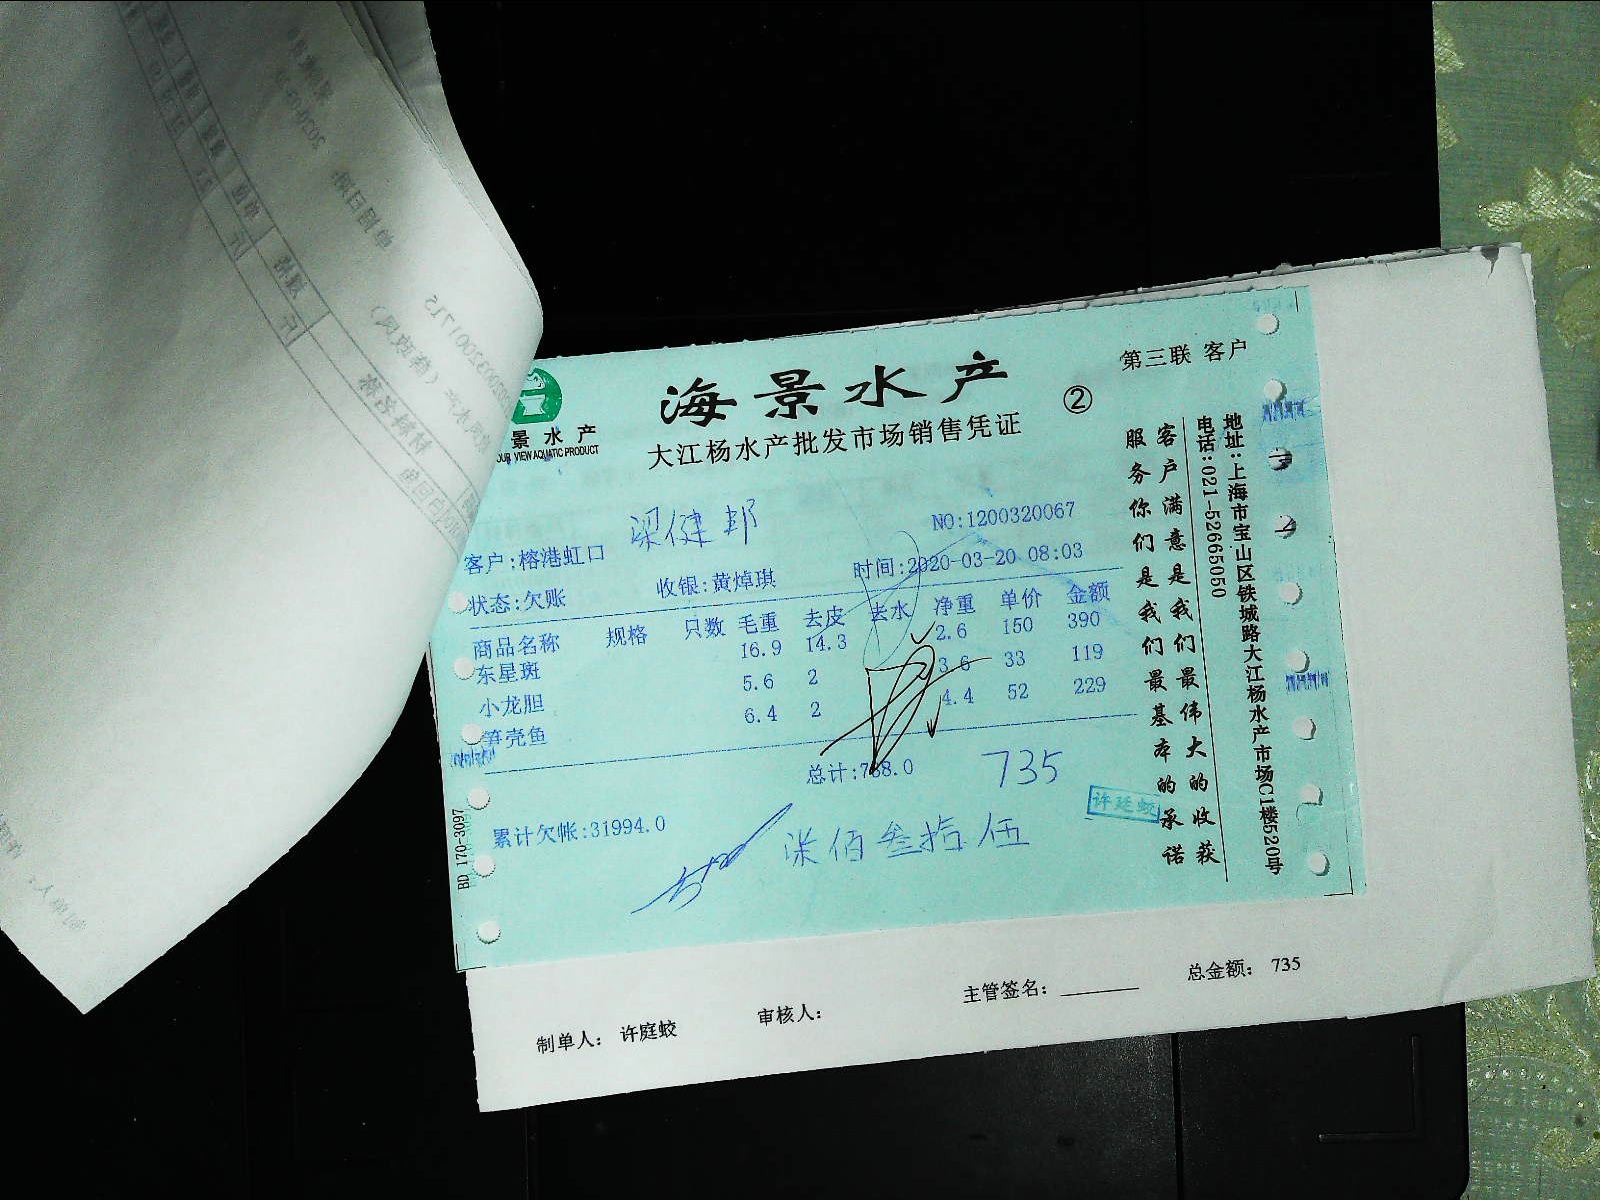 海景水产
第三联 客户
②
大江杨水产批发市场销售凭证
景水产
OUR VIEW AQUATIC PRODUCT
梁健邦
NO:1200320067
客户:榕港虹口
时间:2020-03-20 08:03
状态:欠账 收银:黄焯琪
商品名称 规格 只数 毛重 去皮 去水 净重 单价 金额
东星斑 16.9 14.3 2.6 150 390
小龙胆 5.6 2 3.6 33 119
笋壳鱼 6.4 2 4.4 52 229
总计:738.0
735
累计欠帐:31994.0
柒佰叁拾伍
许廷蛟
BD 170-3097
客户满意是我们最伟大的收获
服务你们是我们最基本的承诺
地址:上海市宝山区铁城路大江杨水产市场C1楼520号
电话:021-52665050
制单人: 许庭蛟
审核人:
主管签名:
总金额: 735